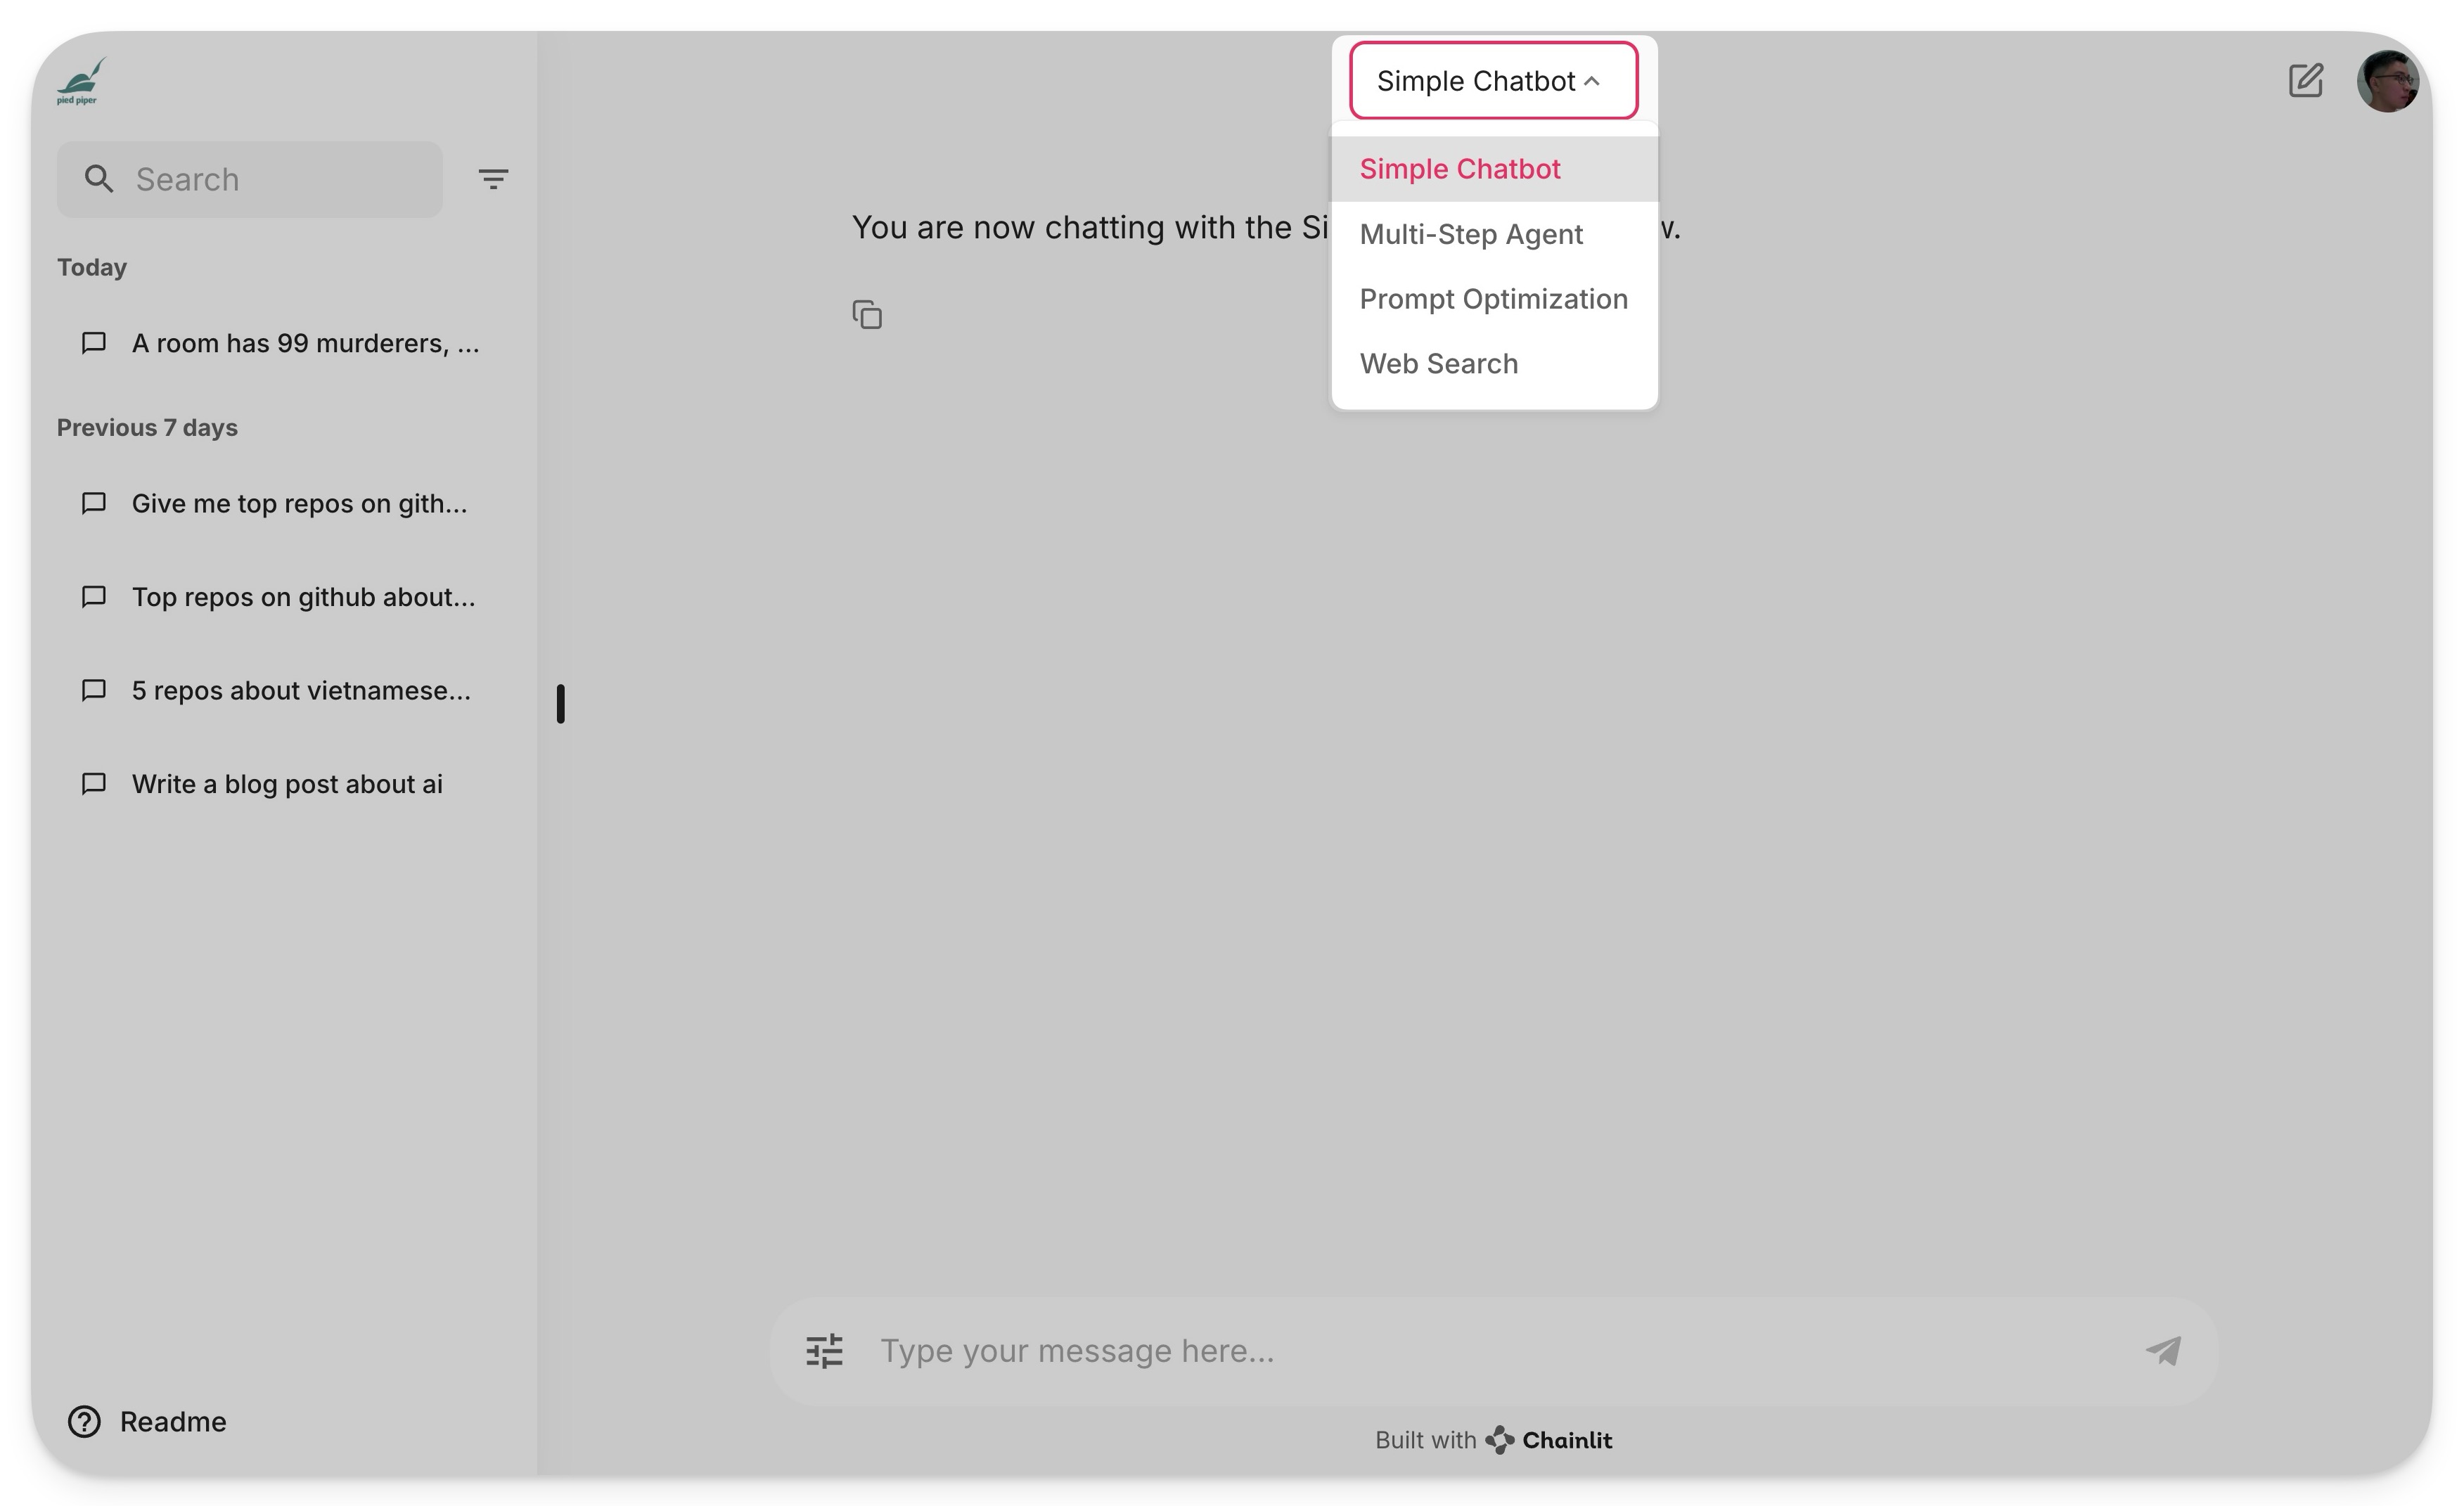 pied piper
Search
Today
A room has 99 murderers, ...
Previous 7 days
Give me top repos on gith...
Top repos on github about...
5 repos about vietnamese...
Write a blog post about ai
Readme
Simple Chatbot
Simple Chatbot
Multi-Step Agent
Prompt Optimization
Web Search
You are now chatting with the Si w.
Type your message here...
Built with Chainlit